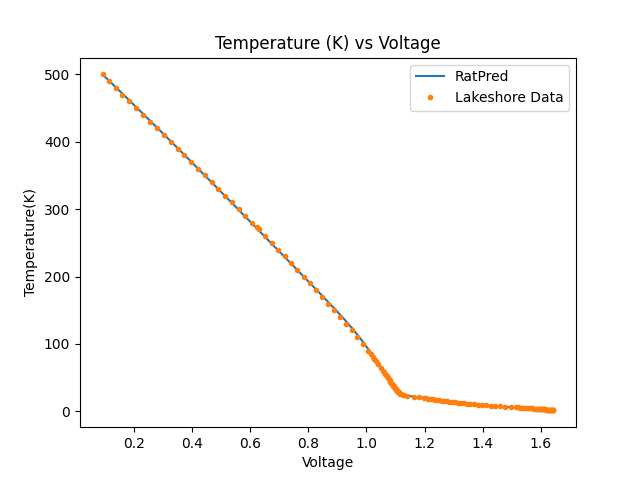 Temperature (K) vs Voltage
RatPred
Lakeshore Data
Temperature(K)
500
400
300
200
100
0
0.2 0.4 0.6 0.8 1.0 1.2 1.4 1.6
Voltage